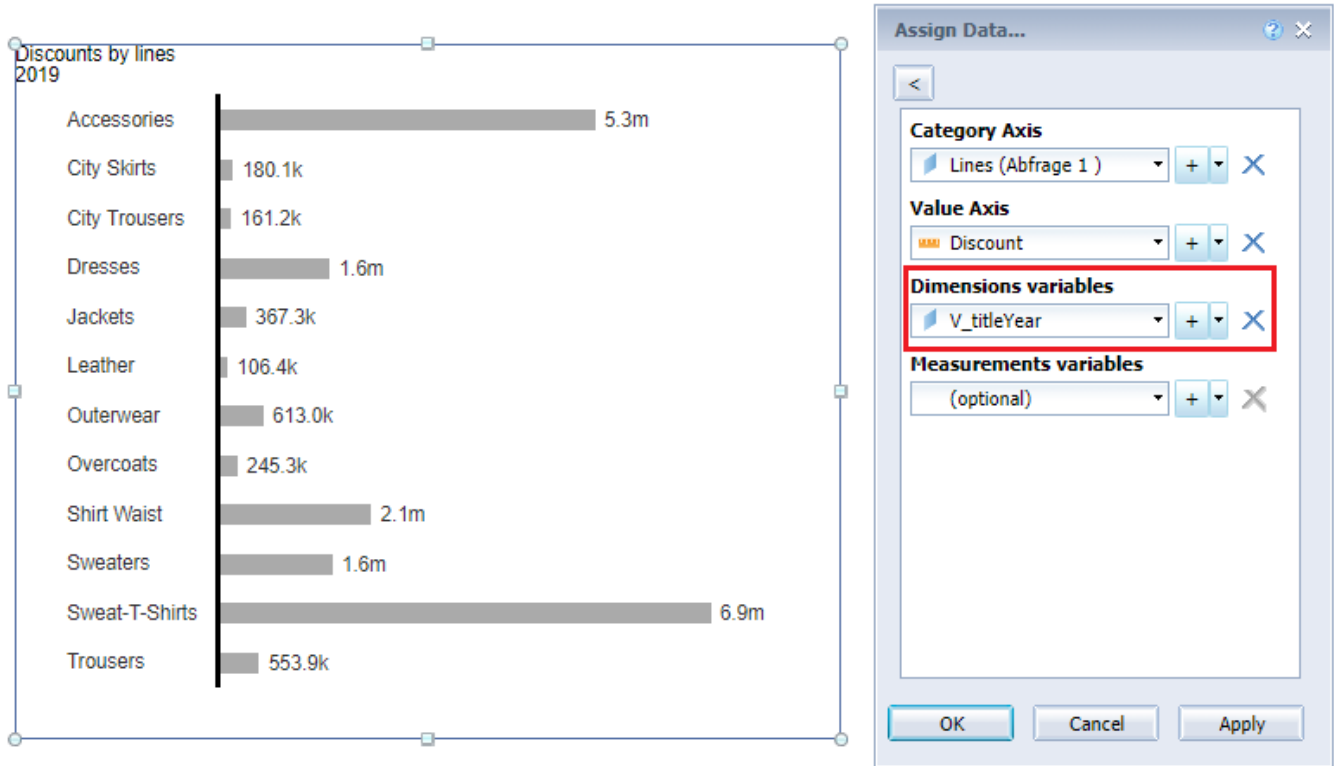 Discounts by lines
2019
Accessories 5.3m
City Skirts 180.1k
City Trousers 161.2k
Dresses 1.6m
Jackets 367.3k
Leather 106.4k
Outerwear 613.0k
Overcoats 245.3k
Shirt Waist 2.1m
Sweaters 1.6m
Sweat-T-Shirts 6.9m
Trousers 553.9k
Assign Data...
<
Category Axis
Lines (Abfrage 1 ) +
Value Axis
Discount +
Dimensions variables
V_titleYear +
Measurements variables
(optional) +
OK Cancel Apply